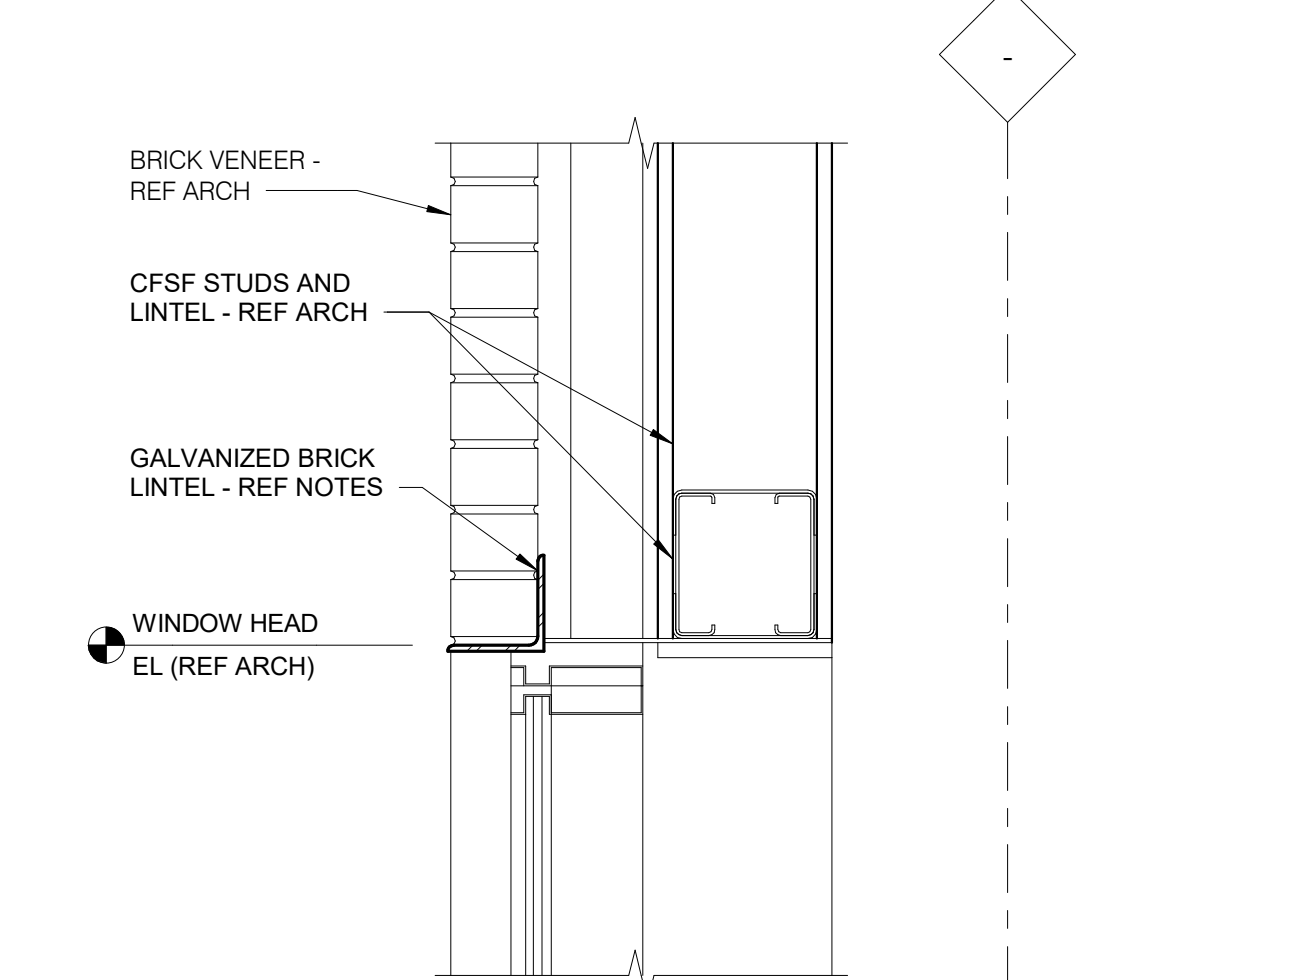 -
BRICK VENEER -
REF ARCH
CFSF STUDS AND
LINTEL - REF ARCH
GALVANIZED BRICK
LINTEL - REF NOTES
WINDOW HEAD
EL (REF ARCH)